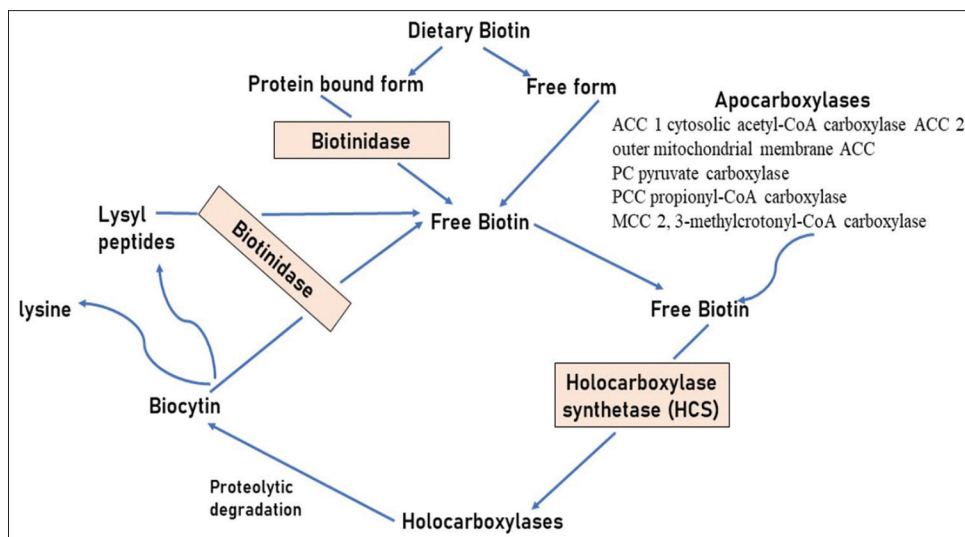 Dietary Biotin
Protein bound form
Free form
Biotinidase
Apocarboxylases
ACC 1 cytosolic acetyl-CoA carboxylase ACC 2
outer mitochondrial membrane ACC
PC pyruvate carboxylase
PCC propionyl-CoA carboxylase
MCC 2, 3-methylcrotonyl-CoA carboxylase
Lysyl
peptides
Biotinidase
Free Biotin
lysine
Free Biotin
Holocarboxylase
synthetase (HCS)
Biocytin
Proteolytic
degradation
Holocarboxylases